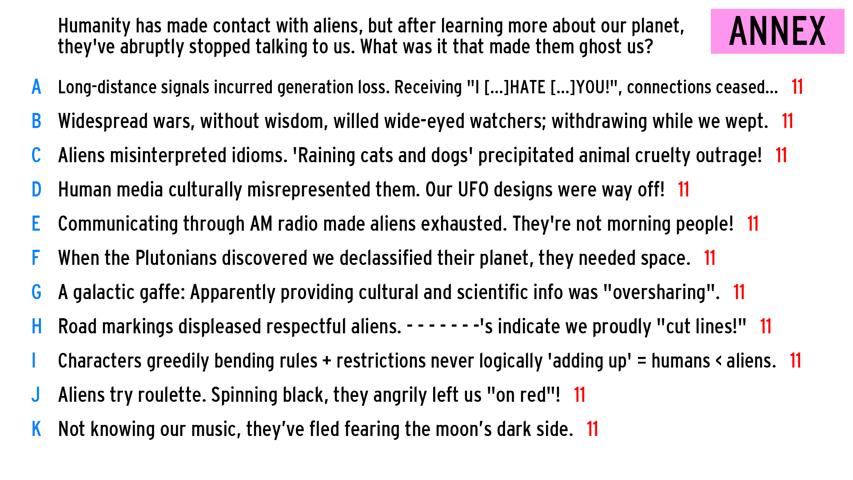 Humanity has made contact with aliens, but after learning more about our planet,
they've abruptly stopped talking to us. What was it that made them ghost us?
ANNEX
A Long-distance signals incurred generation loss. Receiving "I [...]HATE [...]YOU!", connections ceased... 11
B Widespread wars, without wisdom, willed wide-eyed watchers; withdrawing while we wept. 11
C Aliens misinterpreted idioms. 'Raining cats and dogs' precipitated animal cruelty outrage! 11
D Human media culturally misrepresented them. Our UFO designs were way off! 11
E Communicating through AM radio made aliens exhausted. They're not morning people! 11
F When the Plutonians discovered we declassified their planet, they needed space. 11
G A galactic gaffe: Apparently providing cultural and scientific info was "oversharing". 11
H Road markings displeased respectful aliens. - - - - - - -'s indicate we proudly "cut lines!" 11
I Characters greedily bending rules + restrictions never logically 'adding up' = humans < aliens. 11
J Aliens try roulette. Spinning black, they angrily left us "on red"! 11
K Not knowing our music, they’ve fled fearing the moon’s dark side. 11